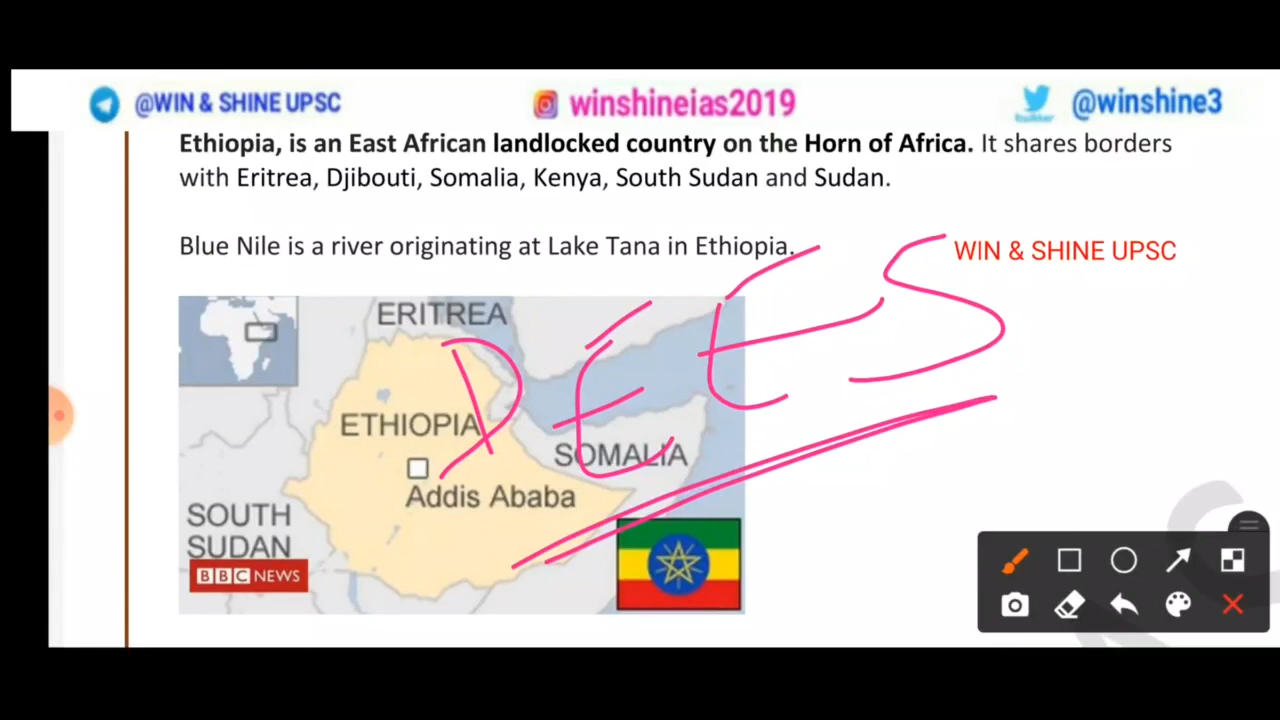 @WIN & SHINE UPSC
winshineias2019
@winshine3
Ethiopia, is an East African landlocked country on the Horn of Africa. It shares borders
with Eritrea, Djibouti, Somalia, Kenya, South Sudan and Sudan.
Blue Nile is a river originating at Lake Tana in Ethiopia.
WIN & SHINE UPSC
ERITREA
DEES
ETHIOPIA
SOMALIA
Addis Ababa
SOUTH
SUDAN
BBC NEWS